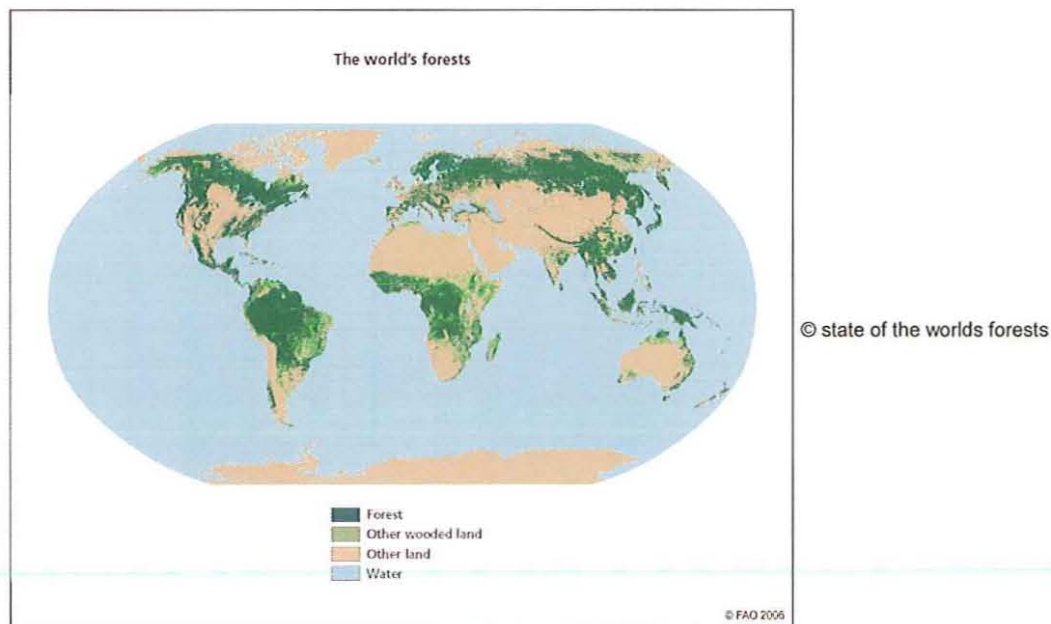 The world's forests
© state of the worlds forests
Forest
Other wooded land
Other land
Water
© FAO 2006